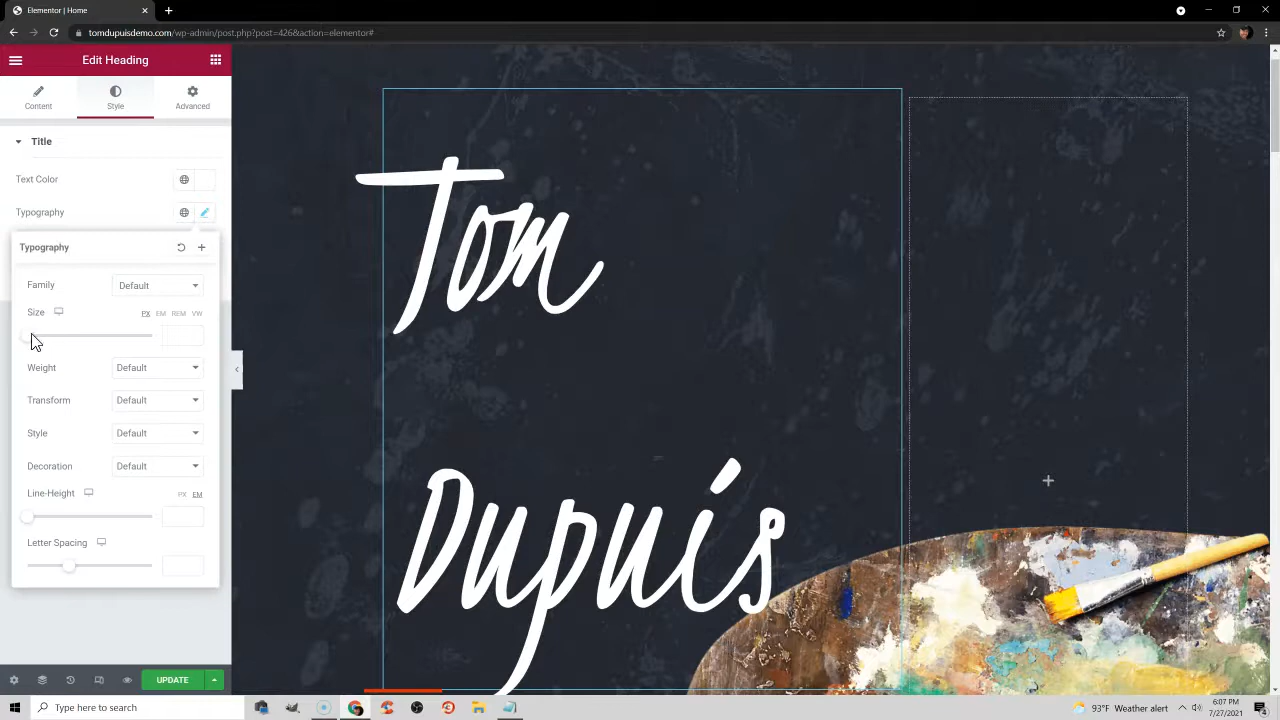 Elementor | Home
tomdupuisdemo.com/wp-admin/post.php?post=426&action=elementor#
Edit Heading
Content Style Advanced
Title
Text Color
Typography
Typography
Family Default
Size PX EM REM VW
Weight Default
Transform Default
Style Default
Decoration Default
Line-Height PX EM
Letter Spacing
UPDATE
Tom
Dupuis
Type here to search
93°F Weather alert
6:07 PM
7/27/2021
4